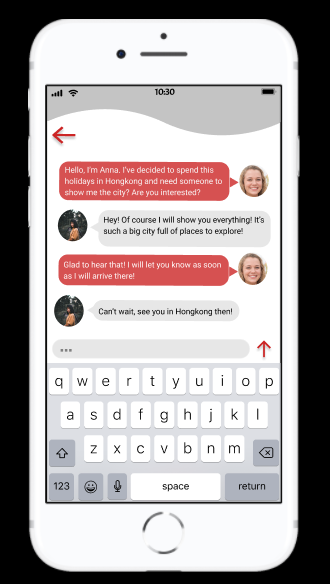 10:30
Hello, I'm Anna. I've decided to spend this
holidays in Hongkong and need someone to
show me the city? Are you interested?
Hey! Of course I will show you everything! It's
such a big city full of places to explore!
Glad to hear that! I will let you know as soon
as I will arrive there!
Can't wait, see you in Hongkong then!
q w e r t y u i o p
a s d f g h j k l
z x c v b n m
123 space return